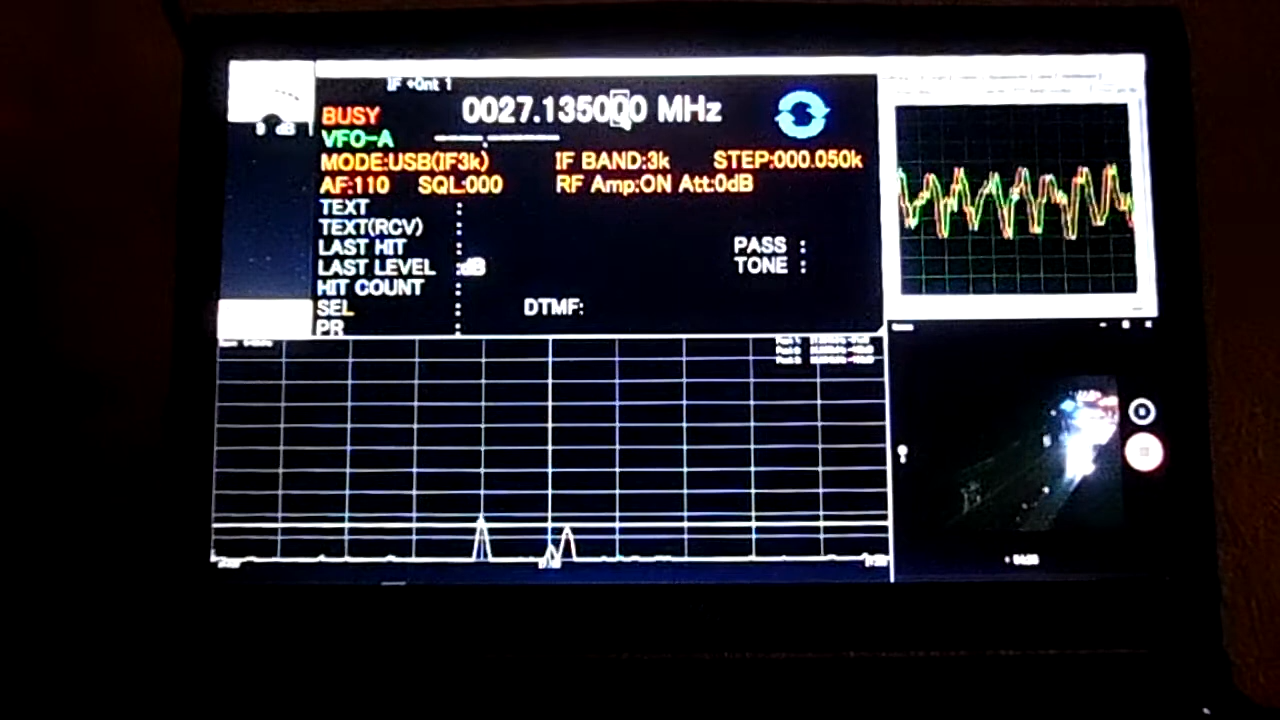 IF +Ont 1
BUSY 0027.135000 MHz
VFO-A
MODE:USB(IF3k) IF BAND:3k STEP:000.050k
AF:110 SQL:000 RF Amp:ON Att:0dB
TEXT :
TEXT(RCV) :
LAST HIT : PASS :
LAST LEVEL :dB TONE :
HIT COUNT :
SEL : DTMF:
PR :